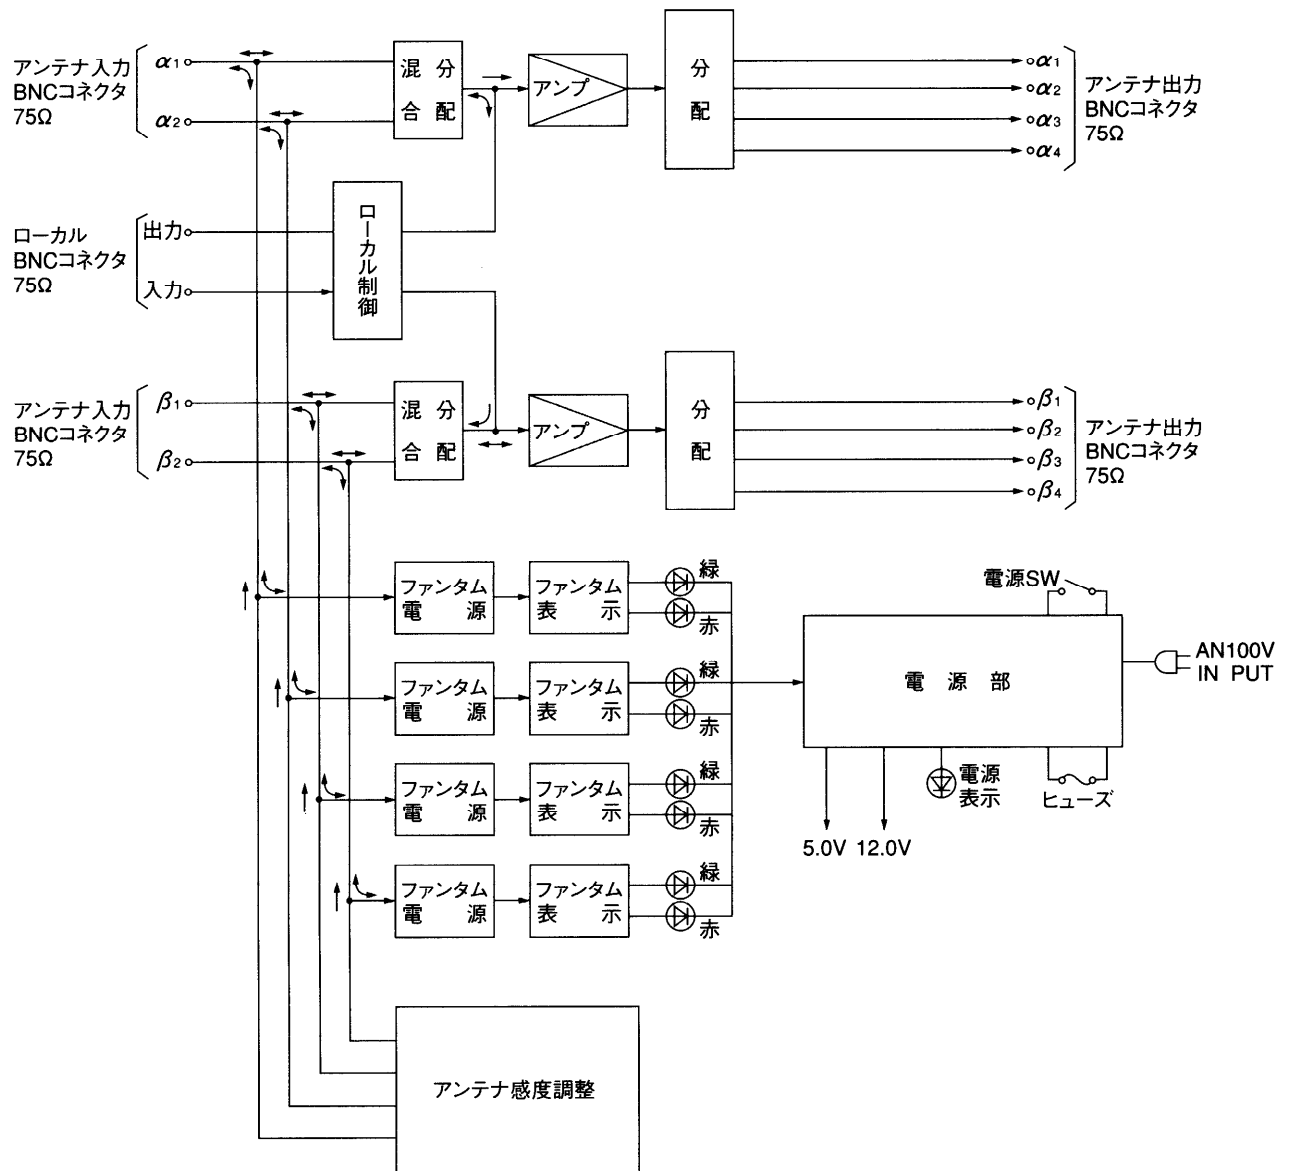 アンテナ入力
BNCコネクタ
75Ω
α1
α2
混 分
合 配
アンプ
分
配
α1
α2
α3
α4
アンテナ出力
BNCコネクタ
75Ω
ローカル
BNCコネクタ
75Ω
出力
入力
ローカル制御
アンテナ入力
BNCコネクタ
75Ω
β1
β2
混 分
合 配
アンプ
分
配
β1
β2
β3
β4
アンテナ出力
BNCコネクタ
75Ω
ファンタム
電 源
ファンタム
表 示
緑
赤
ファンタム
電 源
ファンタム
表 示
緑
赤
ファンタム
電 源
ファンタム
表 示
緑
赤
ファンタム
電 源
ファンタム
表 示
緑
赤
電源SW
電 源 部
AN100V
IN PUT
電源
表示
ヒューズ
5.0V 12.0V
アンテナ感度調整